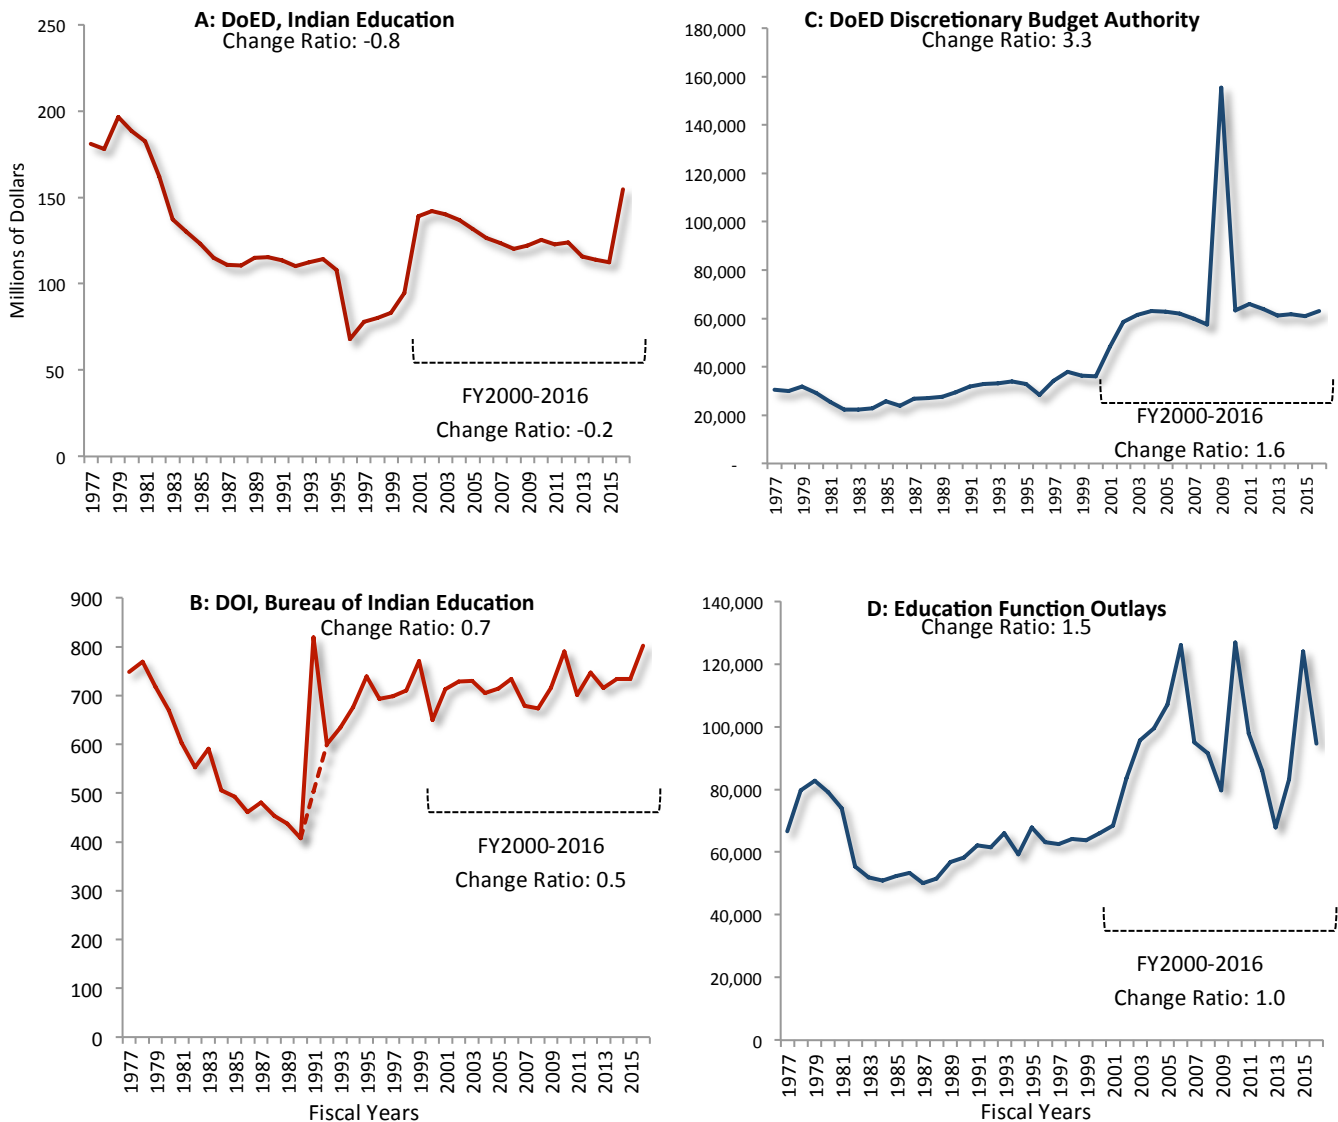 A: DoED, Indian Education
Change Ratio: -0.8
Millions of Dollars
250
200
150
100
50
0
FY2000-2016
Change Ratio: -0.2
1977 1979 1981 1983 1985 1987 1989 1991 1993 1995 1997 1999 2001 2003 2005 2007 2009 2011 2013 2015
C: DoED Discretionary Budget Authority
Change Ratio: 3.3
180,000
160,000
140,000
120,000
100,000
80,000
60,000
40,000
20,000
-
FY2000-2016
Change Ratio: 1.6
1977 1979 1981 1983 1985 1987 1989 1991 1993 1995 1997 1999 2001 2003 2005 2007 2009 2011 2013 2015
B: DOI, Bureau of Indian Education
Change Ratio: 0.7
900
800
700
600
500
400
300
200
100
0
FY2000-2016
Change Ratio: 0.5
1977 1979 1981 1983 1985 1987 1989 1991 1993 1995 1997 1999 2001 2003 2005 2007 2009 2011 2013 2015
Fiscal Years
D: Education Function Outlays
Change Ratio: 1.5
140,000
120,000
100,000
80,000
60,000
40,000
20,000
0
FY2000-2016
Change Ratio: 1.0
1977 1979 1981 1983 1985 1987 1989 1991 1993 1995 1997 1999 2001 2003 2005 2007 2009 2011 2013 2015
Fiscal Years